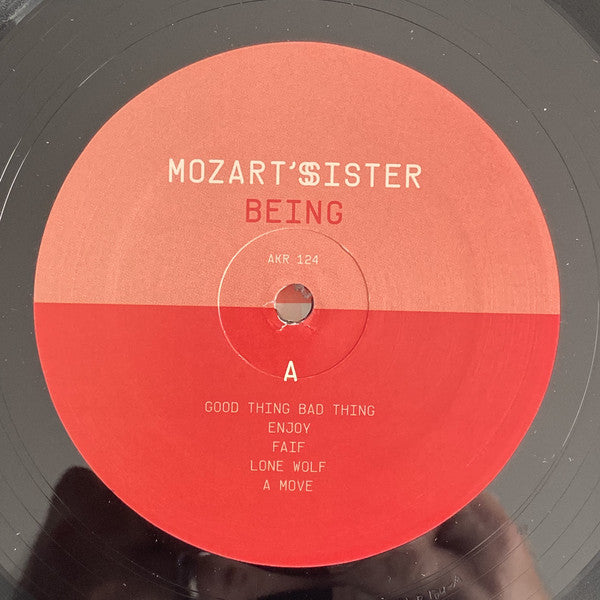 MOZART'SSISTER
BEING
AKR 124
A
GOOD THING BAD THING
ENJOY
FAIF
LONE WOLF
A MOVE